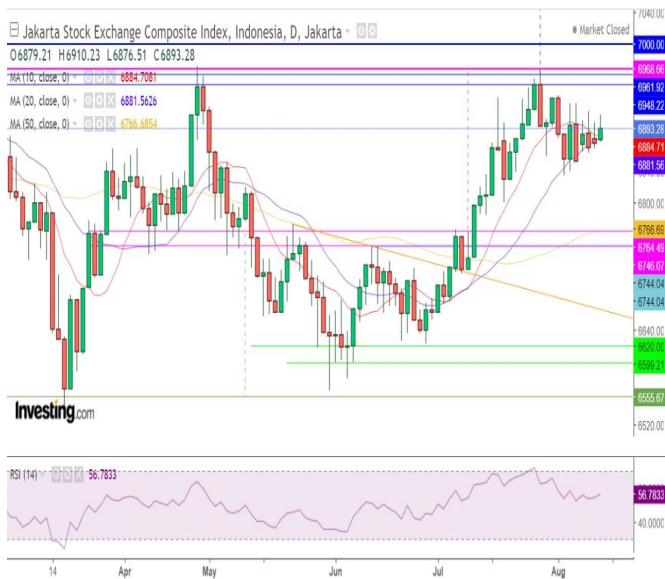 7040.00
Jakarta Stock Exchange Composite Index, Indonesia, D, Jakarta
Market Closed
O6879.21 H6910.23 L6876.51 C6893.28
7000.00
MA (10, close, 0) 6884.7081
6968.66
MA (20, close, 0) 6881.5626
6961.92
MA (50, close, 0) 6766.6854
6948.22
6893.28
6884.71
6881.56
6800.00
6766.69
6764.49
6746.07
6744.04
6744.04
6640.00
6620.00
6599.21
6555.67
Investing.com
6520.00
RSI (14) 56.7833
56.7833
40.0000
14 Apr May Jun Jul Aug